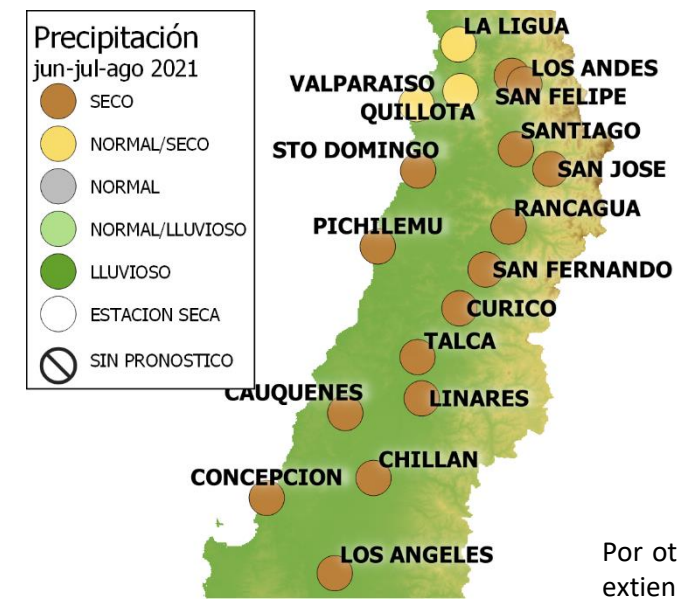 Precipitación
jun-jul-ago 2021
SECO
NORMAL/SECO
NORMAL
NORMAL/LLUVIOSO
LLUVIOSO
ESTACION SECA
SIN PRONOSTICO
LA LIGUA
LOS ANDES
VALPARAISO
SAN FELIPE
QUILLOTA
SANTIAGO
STO DOMINGO
SAN JOSE
RANCAGUA
PICHILEMU
SAN FERNANDO
CURICO
TALCA
CAUQUENES
LINARES
CHILLAN
CONCEPCION
LOS ANGELES
Por ot
extien